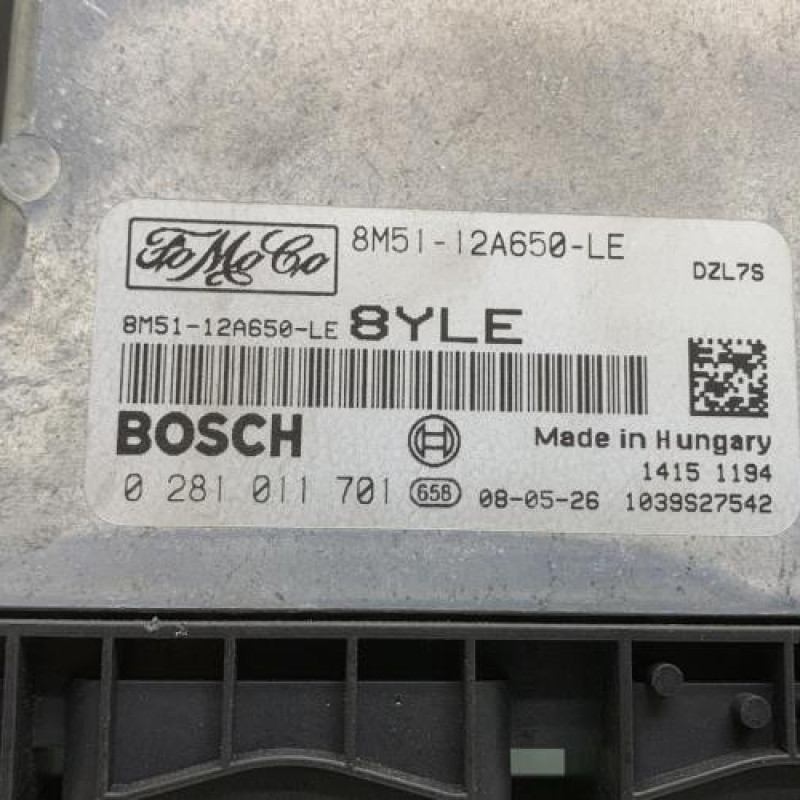 FoMoCo 8M51-12A650-LE
DZL7S
8M51-12A650-LE 8YLE
BOSCH Made in Hungary
1415 1194
0 281 011 701 658 08-05-26 1039S27542